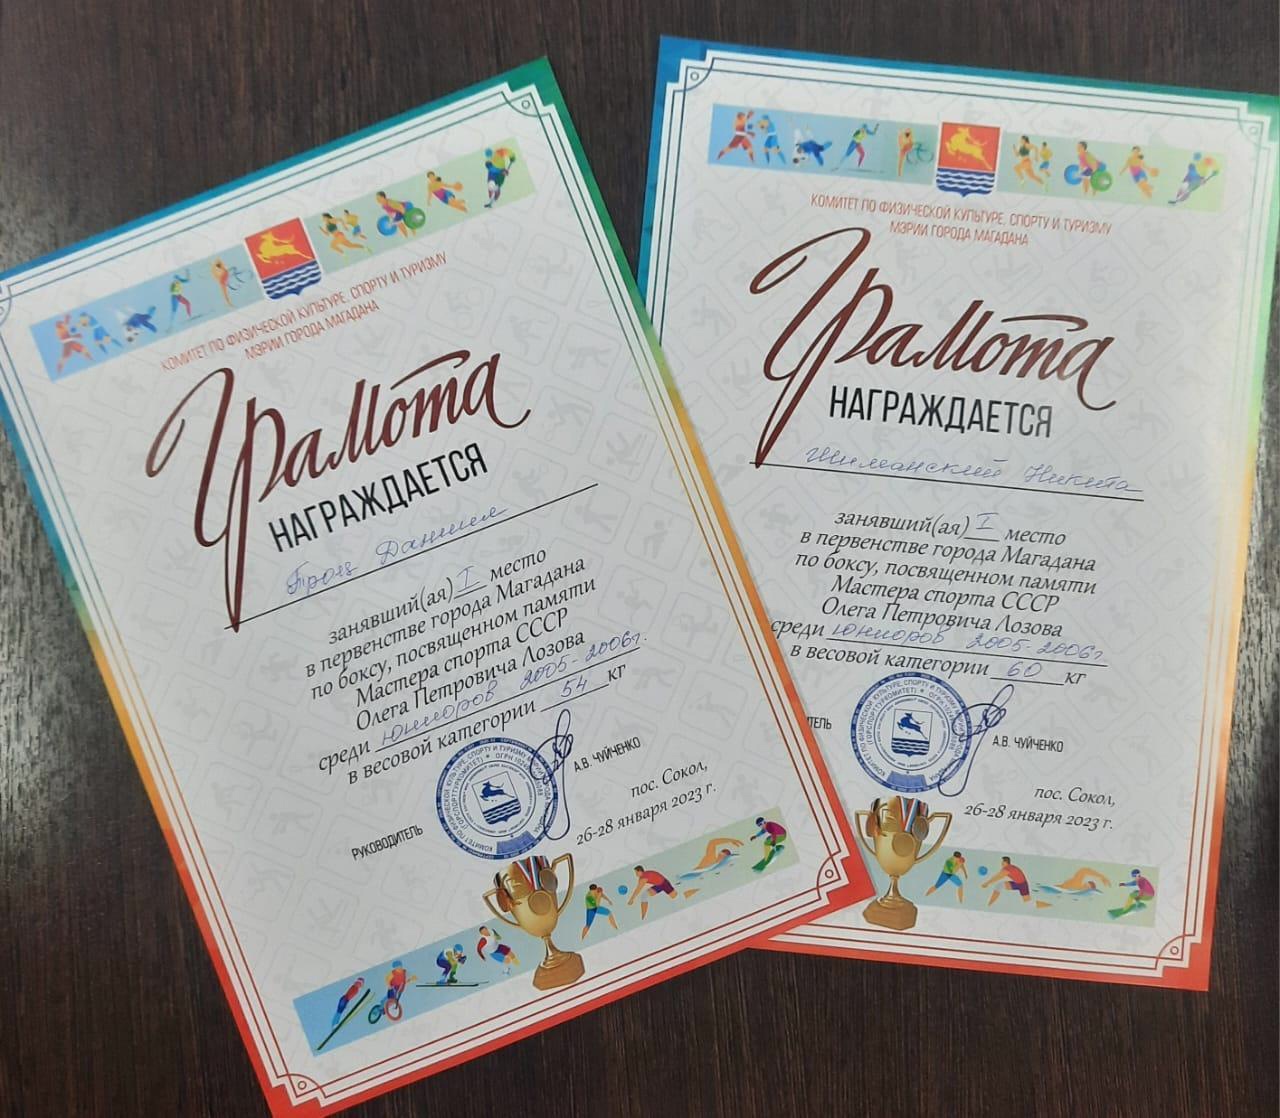 КОМИТЕТ ПО ФИЗИЧЕСКОЙ КУЛЬТУРЕ, СПОРТУ И ТУРИЗМУ
МЭРИИ ГОРОДА МАГАДАНА
Грамота
НАГРАЖДАЕТСЯ
Даниил
занявший(ая) I место
в первенстве города Магадана
по боксу, посвященном памяти
Мастера спорта СССР
Олега Петровича Лозова
среди юниоров 2005-2006г.
в весовой категории 54 кг
РУКОВОДИТЕЛЬ
А.В. ЧУЙЧЕНКО
пос. Сокол,
26-28 января 2023 г.
КОМИТЕТ ПО ФИЗИЧЕСКОЙ КУЛЬТУРЕ, СПОРТУ И ТУРИЗМУ
МЭРИИ ГОРОДА МАГАДАНА
Грамота
НАГРАЖДАЕТСЯ
Шиманский Никита
занявший(ая) I место
в первенстве города Магадана
по боксу, посвященном памяти
Мастера спорта СССР
Олега Петровича Лозова
среди юниоров 2005-2006г.
в весовой категории 60 кг
ИТЕЛЬ
А.В. ЧУЙЧЕНКО
пос. Сокол,
26-28 января 2023 г.